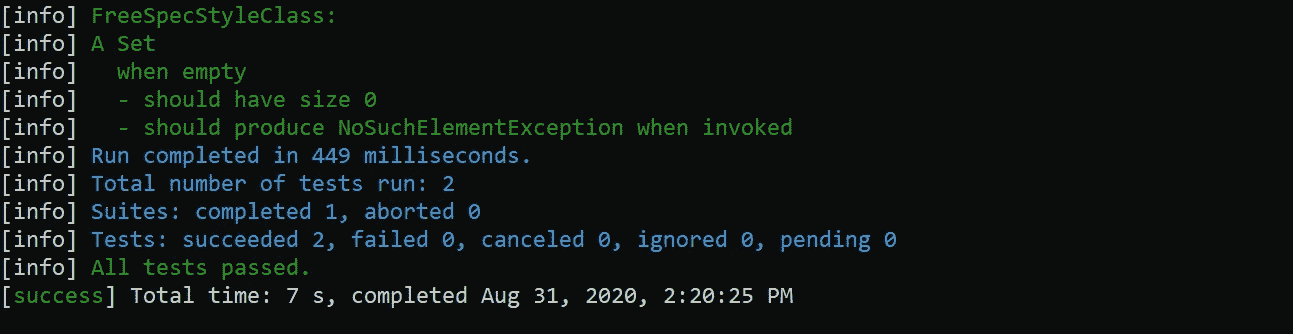 [info] FreeSpecStyleClass:
[info] A Set
[info]   when empty
[info]   - should have size 0
[info]   - should produce NoSuchElementException when invoked
[info] Run completed in 449 milliseconds.
[info] Total number of tests run: 2
[info] Suites: completed 1, aborted 0
[info] Tests: succeeded 2, failed 0, canceled 0, ignored 0, pending 0
[info] All tests passed.
[success] Total time: 7 s, completed Aug 31, 2020, 2:20:25 PM